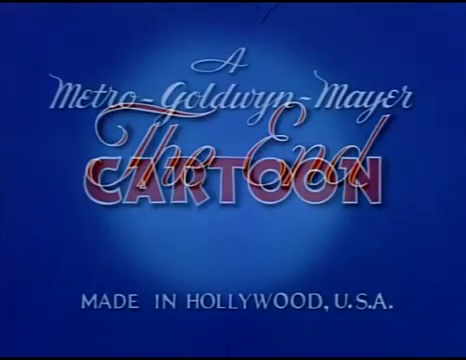 A
Metro-Goldwyn-Mayer
The End
CARTOON
MADE IN HOLLYWOOD, U.S.A.